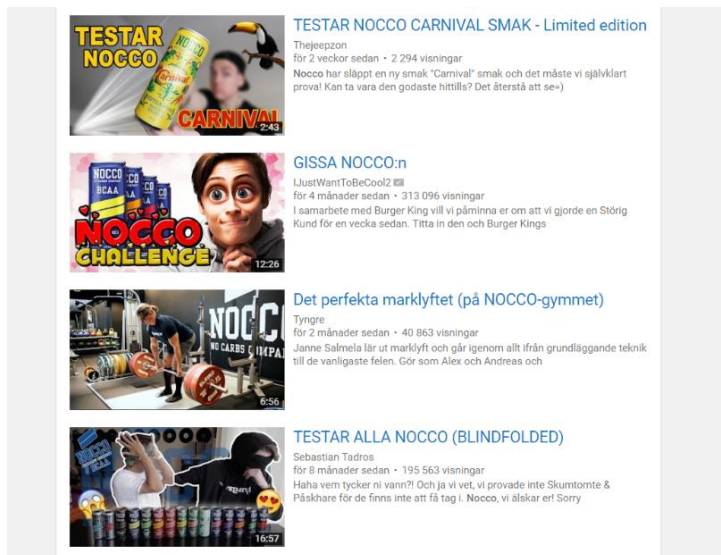 TESTAR
NOCCO
NOCCO
Carnival
CARNIVAL
2:43
TESTAR NOCCO CARNIVAL SMAK - Limited edition
Thejeepzon
för 2 veckor sedan • 2 294 visningar
Nocco har släppt en ny smak "Carnival" smak och det måste vi självklart
prova! Kan ta vara den godaste hittills? Det återstå att se=)
NOCCO
BCAA
NOCCO
CHALLENGE
12:26
GISSA NOCCO:n
IJustWantToBeCool2
för 4 månader sedan • 313 096 visningar
I samarbete med Burger King vill vi påminna er om att vi gjorde en Störig
Kund för en vecka sedan. Titta in den och Burger Kings
NOCC
NO CARBS COMPA
6:56
Det perfekta marklyftet (på NOCCO-gymmet)
Tyngre
för 2 månader sedan • 40 863 visningar
Janne Salmela lär ut marklyft och går igenom allt ifrån grundläggande teknik
till de vanligaste felen. Gör som Alex och Andreas och
NOCCO
BCAA
16:57
TESTAR ALLA NOCCO (BLINDFOLDED)
Sebastian Tadros
för 8 månader sedan • 195 563 visningar
Haha vem tycker ni vann?! Och ja vi vet, vi provade inte Skumtomte &
Påskhare för de finns inte att få tag i. Nocco, vi älskar er! Sorry